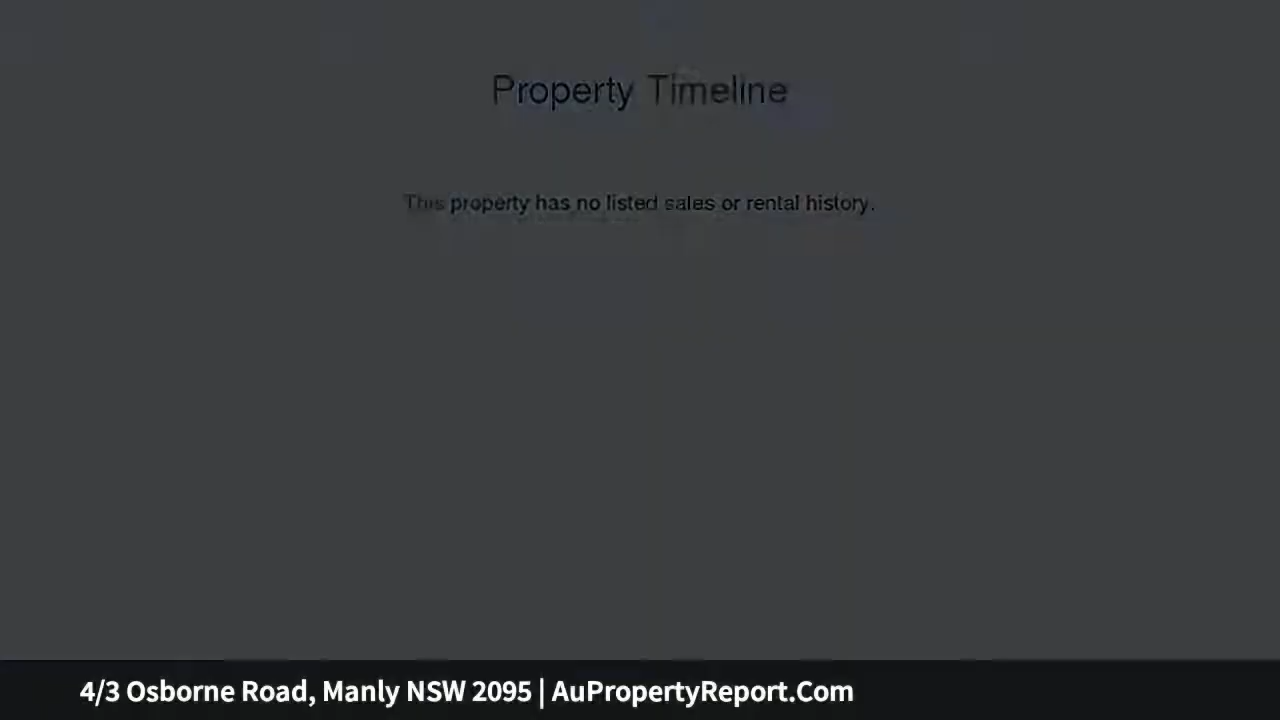 Property Timeline
This property has no listed sales or rental history.
4/3 Osborne Road, Manly NSW 2095 | AuPropertyReport.Com